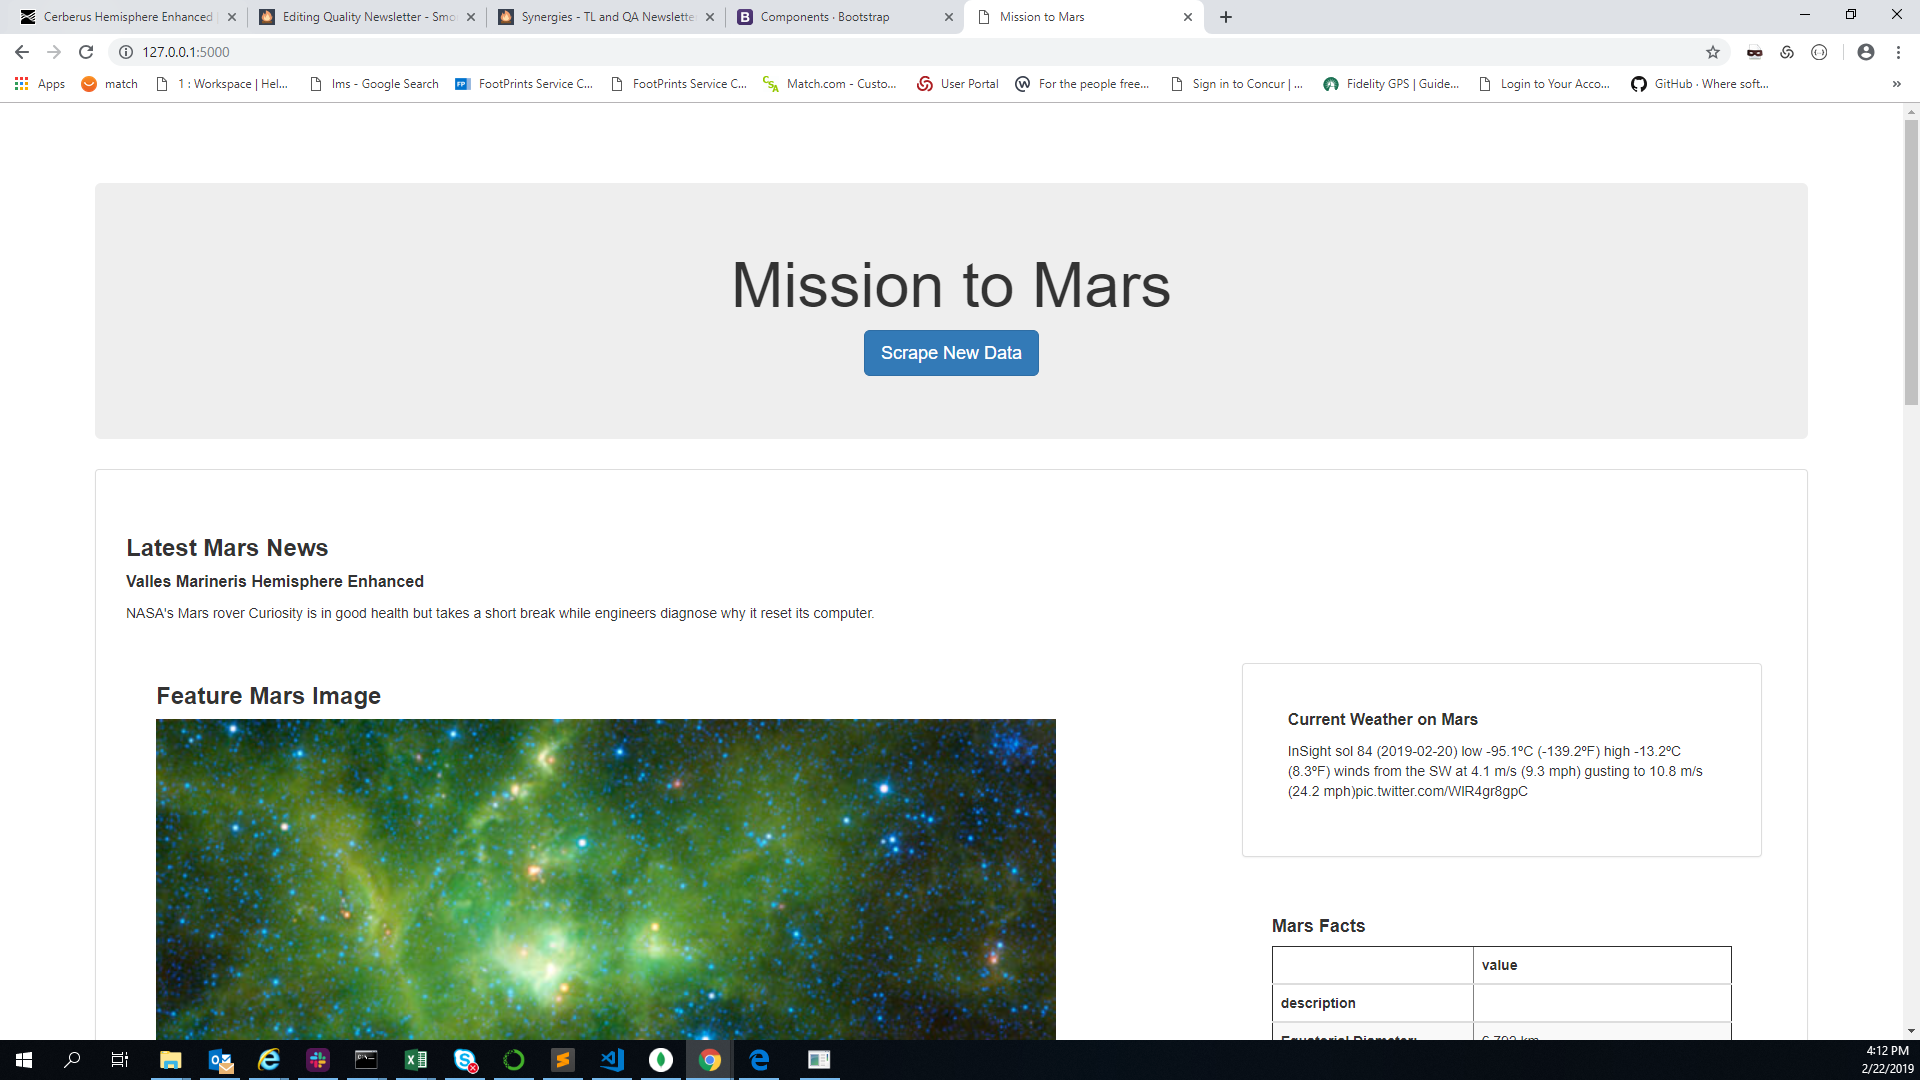 Cerberus Hemisphere Enhanced
Editing Quality Newsletter - Smo
Synergies - TL and QA Newslette
Components · Bootstrap
Mission to Mars
127.0.0.1:5000
Apps
match
1 : Workspace | Hel...
lms - Google Search
FootPrints Service C...
FootPrints Service C...
Match.com - Custo...
User Portal
For the people free...
Sign in to Concur | ...
Fidelity GPS | Guide...
Login to Your Acco...
GitHub · Where soft...
Mission to Mars
Scrape New Data
Latest Mars News
Valles Marineris Hemisphere Enhanced
NASA's Mars rover Curiosity is in good health but takes a short break while engineers diagnose why it reset its computer.
Feature Mars Image
Current Weather on Mars
InSight sol 84 (2019-02-20) low -95.1ºC (-139.2ºF) high -13.2ºC
(8.3ºF) winds from the SW at 4.1 m/s (9.3 mph) gusting to 10.8 m/s
(24.2 mph)pic.twitter.com/WlR4gr8gpC
Mars Facts
value
description
Equatorial Diameter:
6,792 km
4:12 PM
2/22/2019